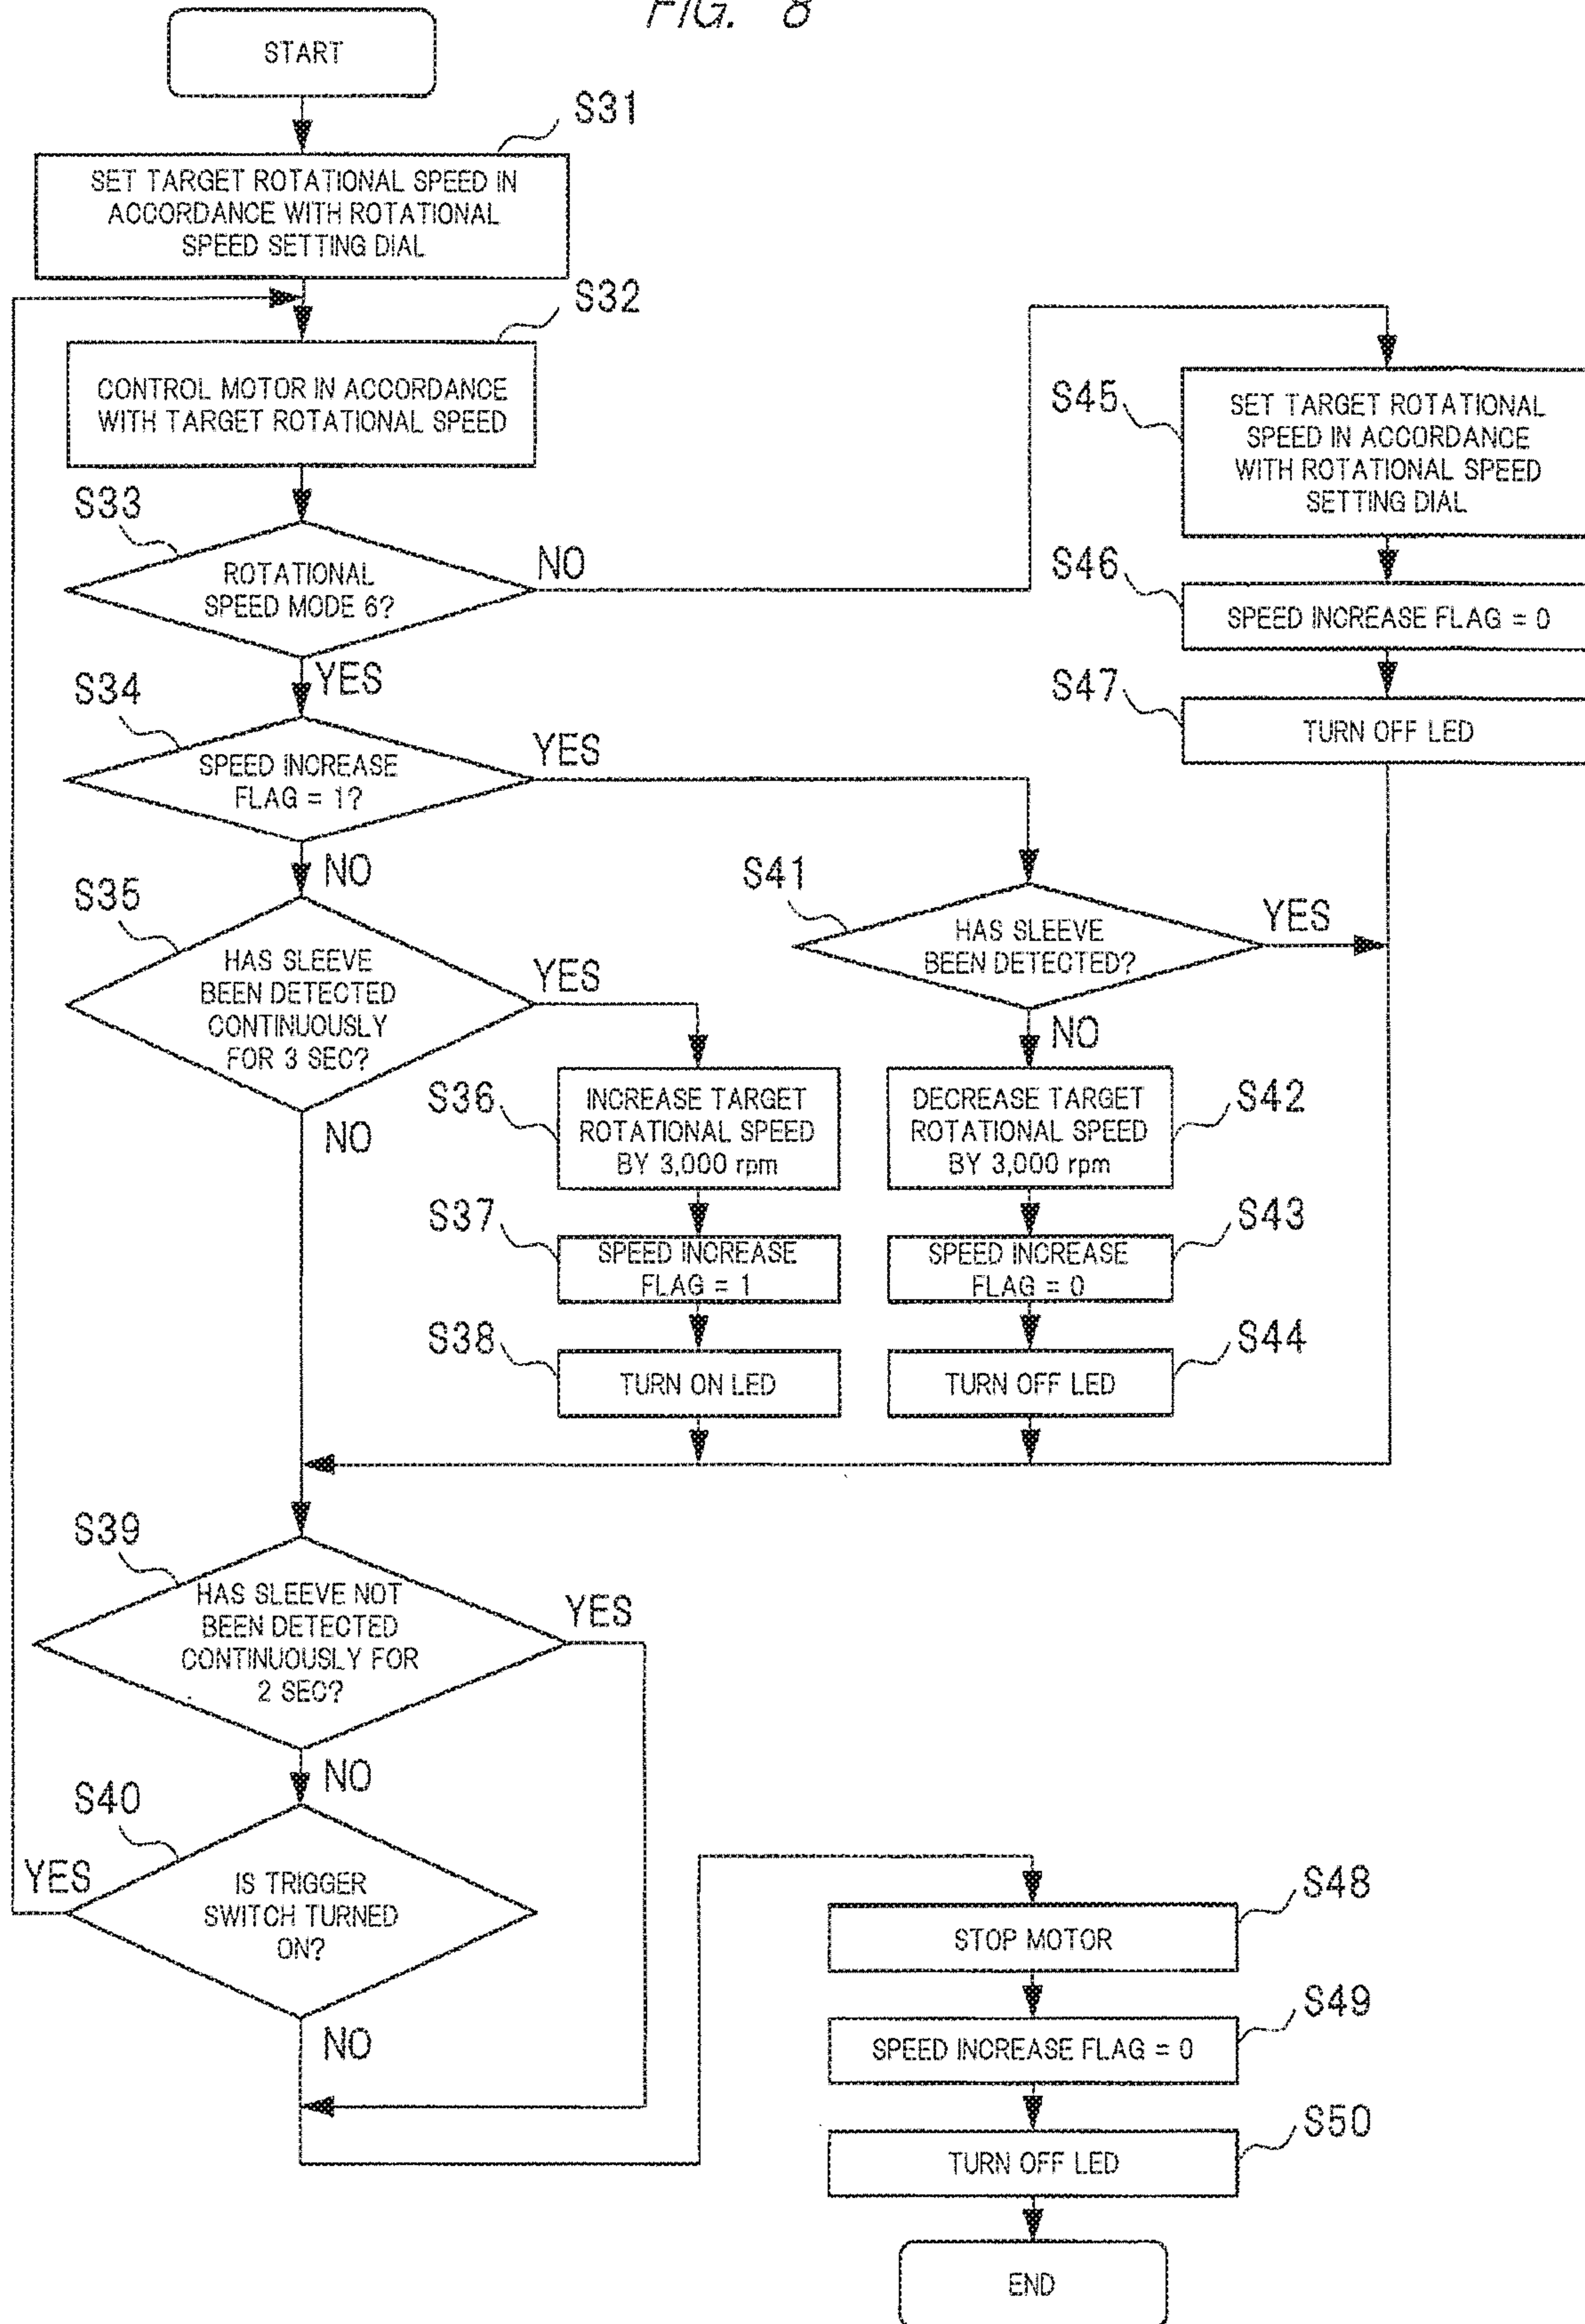 FIG. 8
START
S31
SET TARGET ROTATIONAL SPEED IN
ACCORDANCE WITH ROTATIONAL
SPEED SETTING DIAL
S32
CONTROL MOTOR IN ACCORDANCE
WITH TARGET ROTATIONAL SPEED
S33
ROTATIONAL
SPEED MODE 6?
NO
YES
S45
SET TARGET ROTATIONAL
SPEED IN ACCORDANCE
WITH ROTATIONAL SPEED
SETTING DIAL
S46
SPEED INCREASE FLAG = 0
S47
TURN OFF LED
S34
SPEED INCREASE
FLAG = 1?
YES
NO
S35
HAS SLEEVE
BEEN DETECTED
CONTINUOUSLY
FOR 3 SEC?
YES
NO
S41
HAS SLEEVE
BEEN DETECTED?
YES
NO
S36
INCREASE TARGET
ROTATIONAL SPEED
BY 3,000 rpm
S37
SPEED INCREASE
FLAG = 1
S38
TURN ON LED
S42
DECREASE TARGET
ROTATIONAL SPEED
BY 3,000 rpm
S43
SPEED INCREASE
FLAG = 0
S44
TURN OFF LED
S39
HAS SLEEVE NOT
BEEN DETECTED
CONTINUOUSLY FOR
2 SEC?
YES
NO
S40
IS TRIGGER
SWITCH TURNED
ON?
YES
NO
S48
STOP MOTOR
S49
SPEED INCREASE FLAG = 0
S50
TURN OFF LED
END